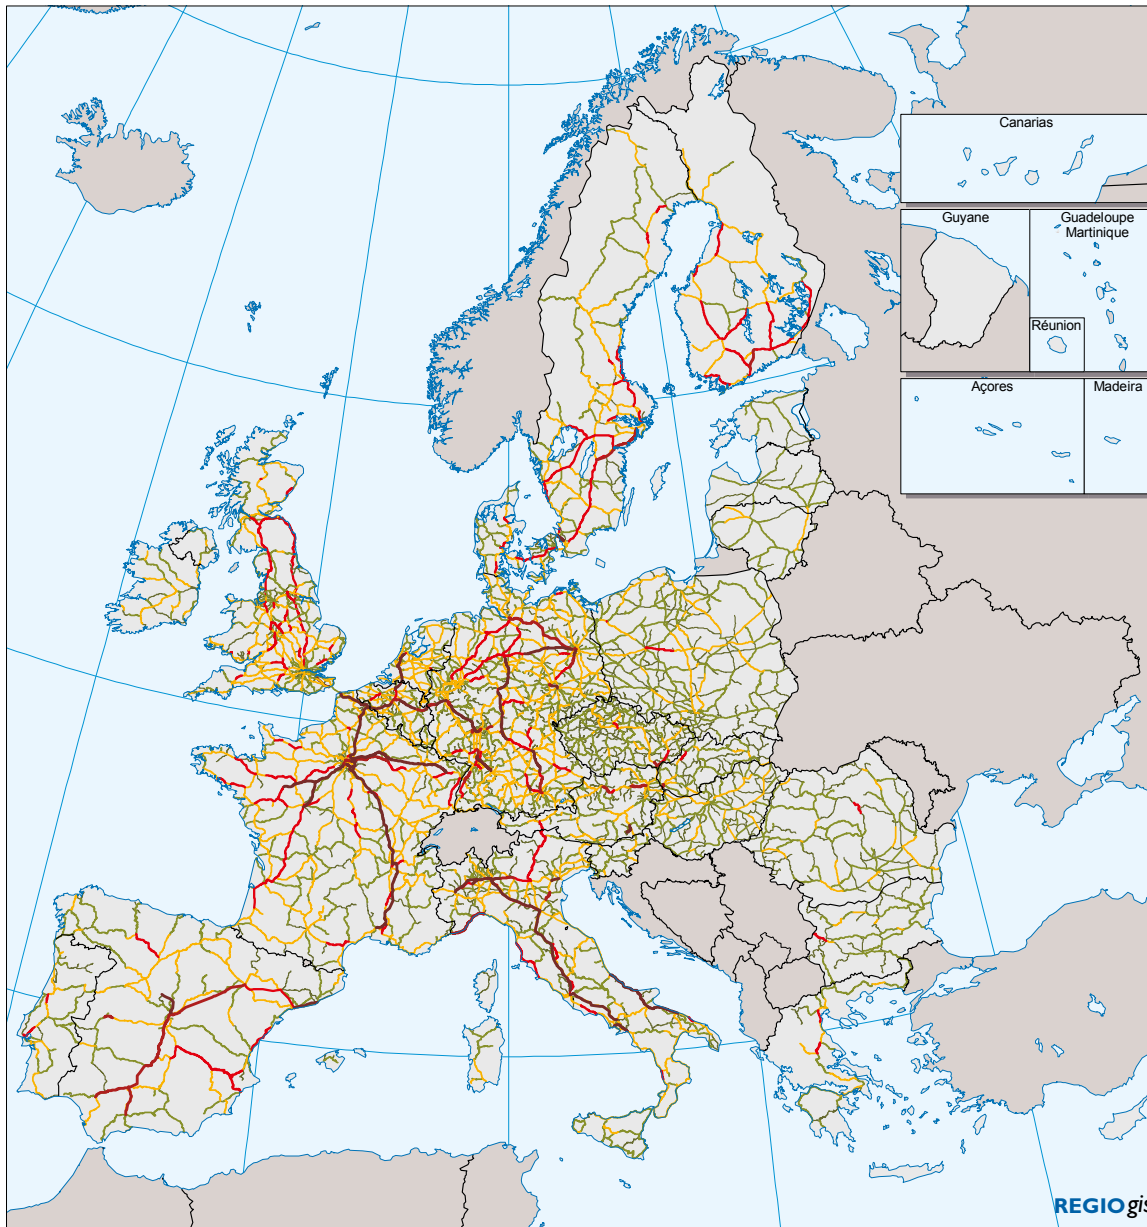 Canarias
Guyane
Guadeloupe
Martinique
Réunion
Açores
Madeira
REGIOgis